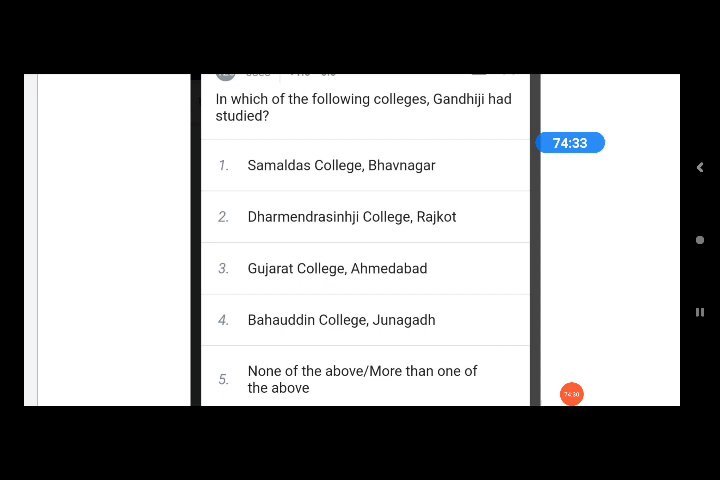 In which of the following colleges, Gandhiji had
studied?
74:33
1. Samaldas College, Bhavnagar
2. Dharmendrasinhji College, Rajkot
3. Gujarat College, Ahmedabad
4. Bahauddin College, Junagadh
5. None of the above/More than one of
the above
74:30